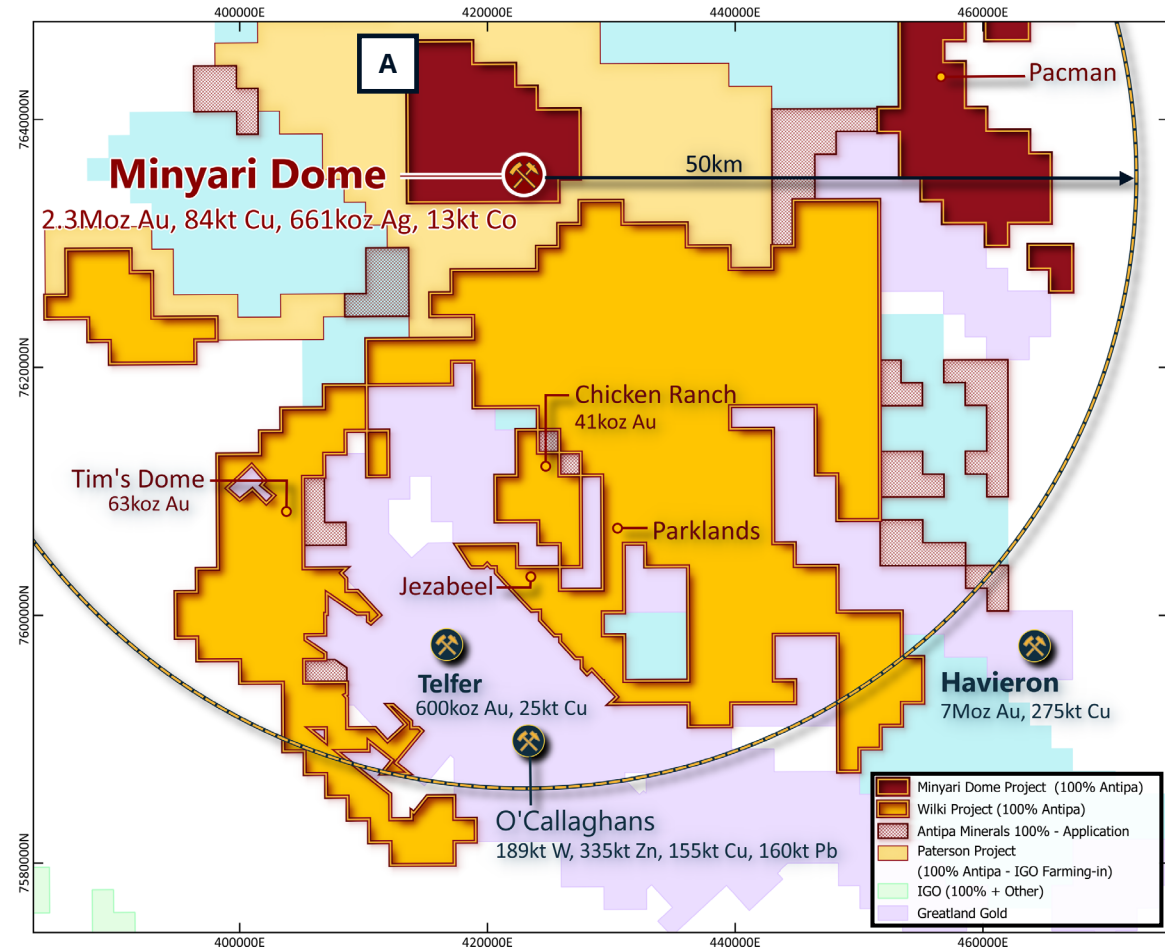 400000E
420000E
440000E
460000E
A
Pacman
7640000N
Minyari Dome
50km
2.3Moz Au, 84kt Cu, 661koz Ag, 13kt Co
7620000N
Chicken Ranch
41koz Au
Tim's Dome
63koz Au
Parklands
Jezabeel
7600000N
Telfer
600koz Au, 25kt Cu
Havieron
7Moz Au, 275kt Cu
O'Callaghans
189kt W, 335kt Zn, 155kt Cu, 160kt Pb
7580000N
Minyari Dome Project (100% Antipa)
Wilki Project (100% Antipa)
Antipa Minerals 100% - Application
Paterson Project
(100% Antipa - IGO Farming-in)
IGO (100% + Other)
Greatland Gold
400000E
420000E
440000E
460000E